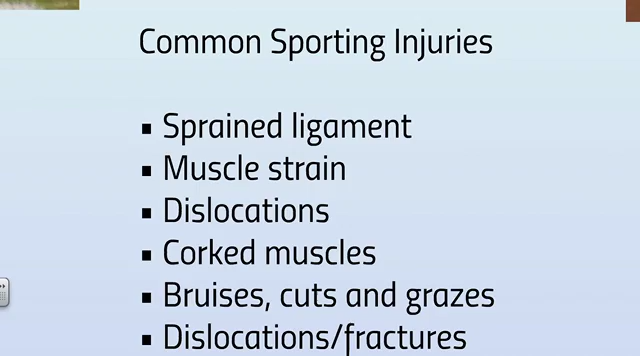 Common Sporting Injuries
▪ Sprained ligament
▪ Muscle strain
▪ Dislocations
▪ Corked muscles
▪ Bruises, cuts and grazes
▪ Dislocations/fractures